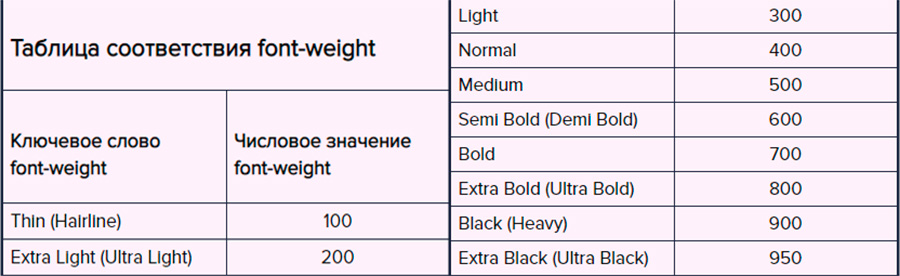 Таблица соответствия font-weight
Ключевое слово
font-weight
Числовое значение
font-weight
Thin (Hairline) 100
Extra Light (Ultra Light) 200
Light 300
Normal 400
Medium 500
Semi Bold (Demi Bold) 600
Bold 700
Extra Bold (Ultra Bold) 800
Black (Heavy) 900
Extra Black (Ultra Black) 950